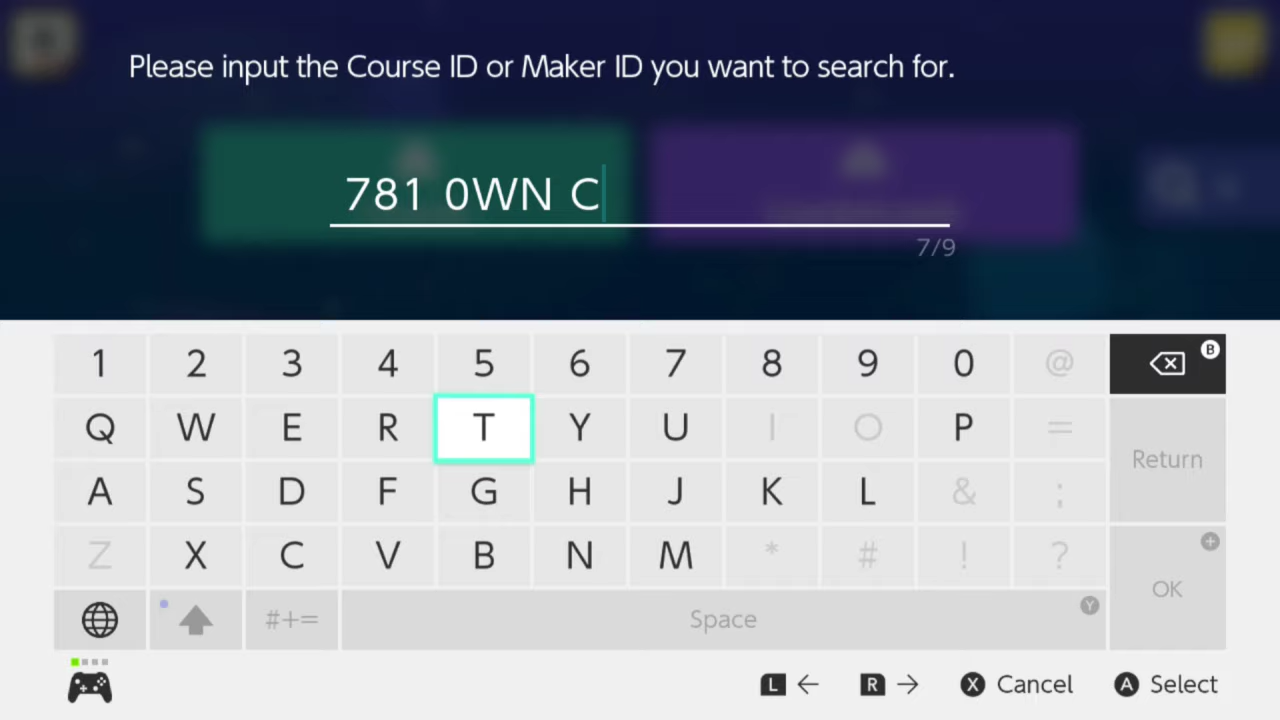 Please input the Course ID or Maker ID you want to search for.
781 0WN C
7/9
1 2 3 4 5 6 7 8 9 0 @ B
Q W E R T Y U I O P = Return
A S D F G H J K L & ;
Z X C V B N M * # ! ? + OK
#+= Space Y
L ← R → X Cancel A Select